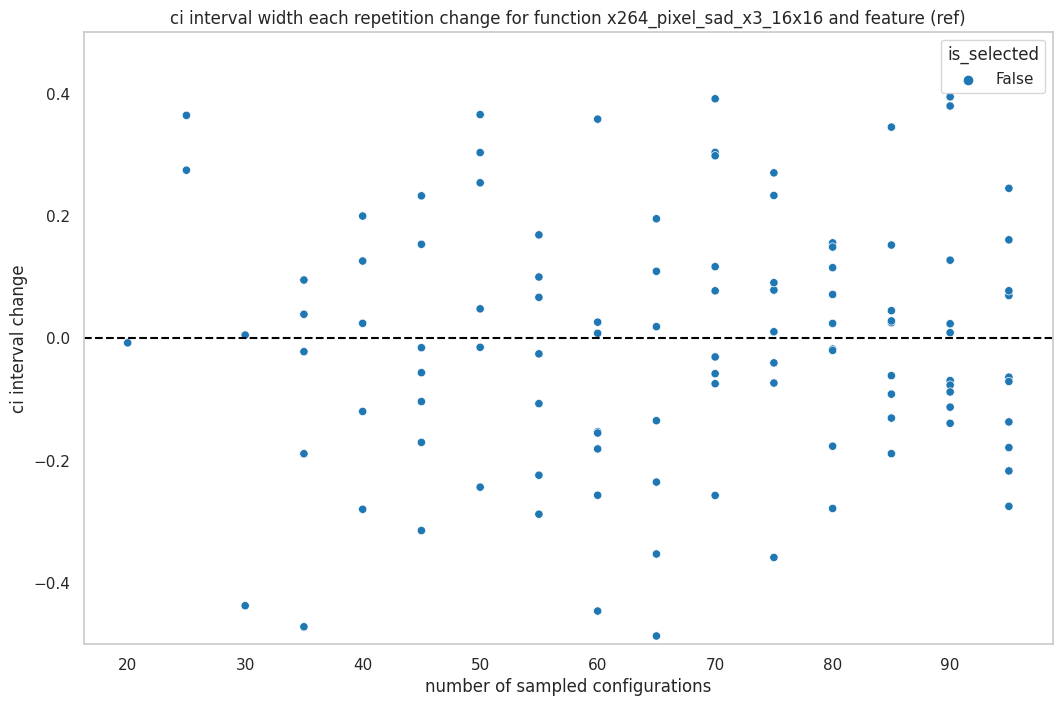 ci interval width each repetition change for function x264_pixel_sad_x3_16x16 and feature (ref)
is_selected
False
ci interval change
0.4
0.2
0.0
−0.2
−0.4
20 30 40 50 60 70 80 90
number of sampled configurations